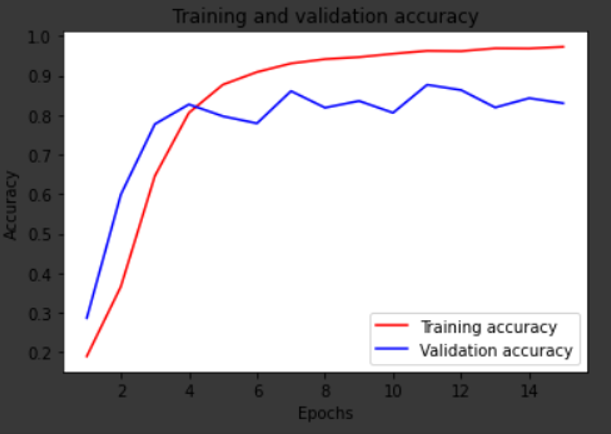 Training and validation accuracy
1.0
0.9
0.8
0.7
0.6
0.5
0.4
0.3
0.2
Accuracy
Training accuracy
Validation accuracy
2 4 6 8 10 12 14
Epochs